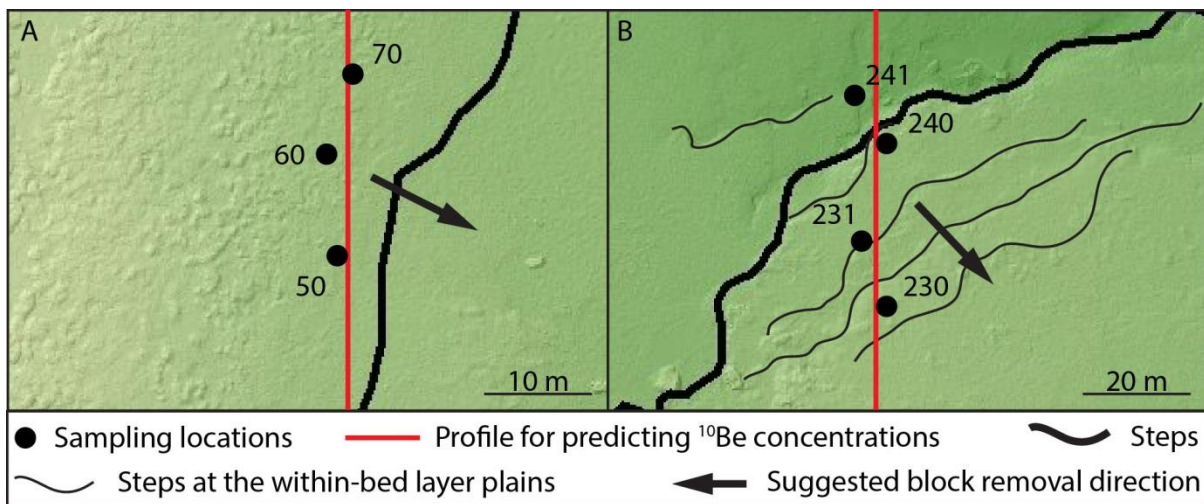 A
70
60
50
10 m
B
241
240
231
230
20 m
Sampling locations
Profile for predicting ¹⁰Be concentrations
Steps
Steps at the within-bed layer plains
Suggested block removal direction